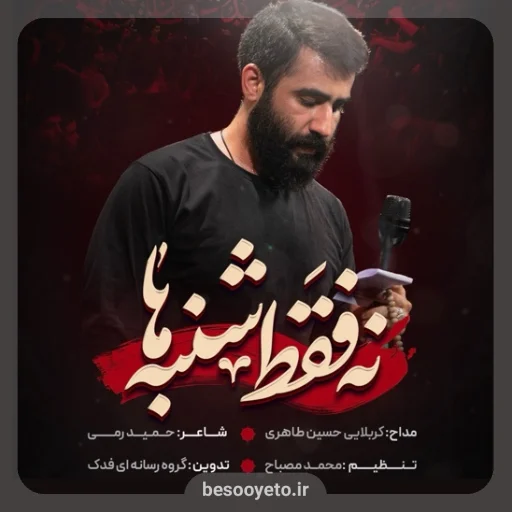 نه فقَط شنبه ها
مداح: کربلایی حسین طاهری شاعر: حمید رمی
تنظیم: محمد مصباح تدوین: گروه رسانه ای فدک
besooyeto.ir